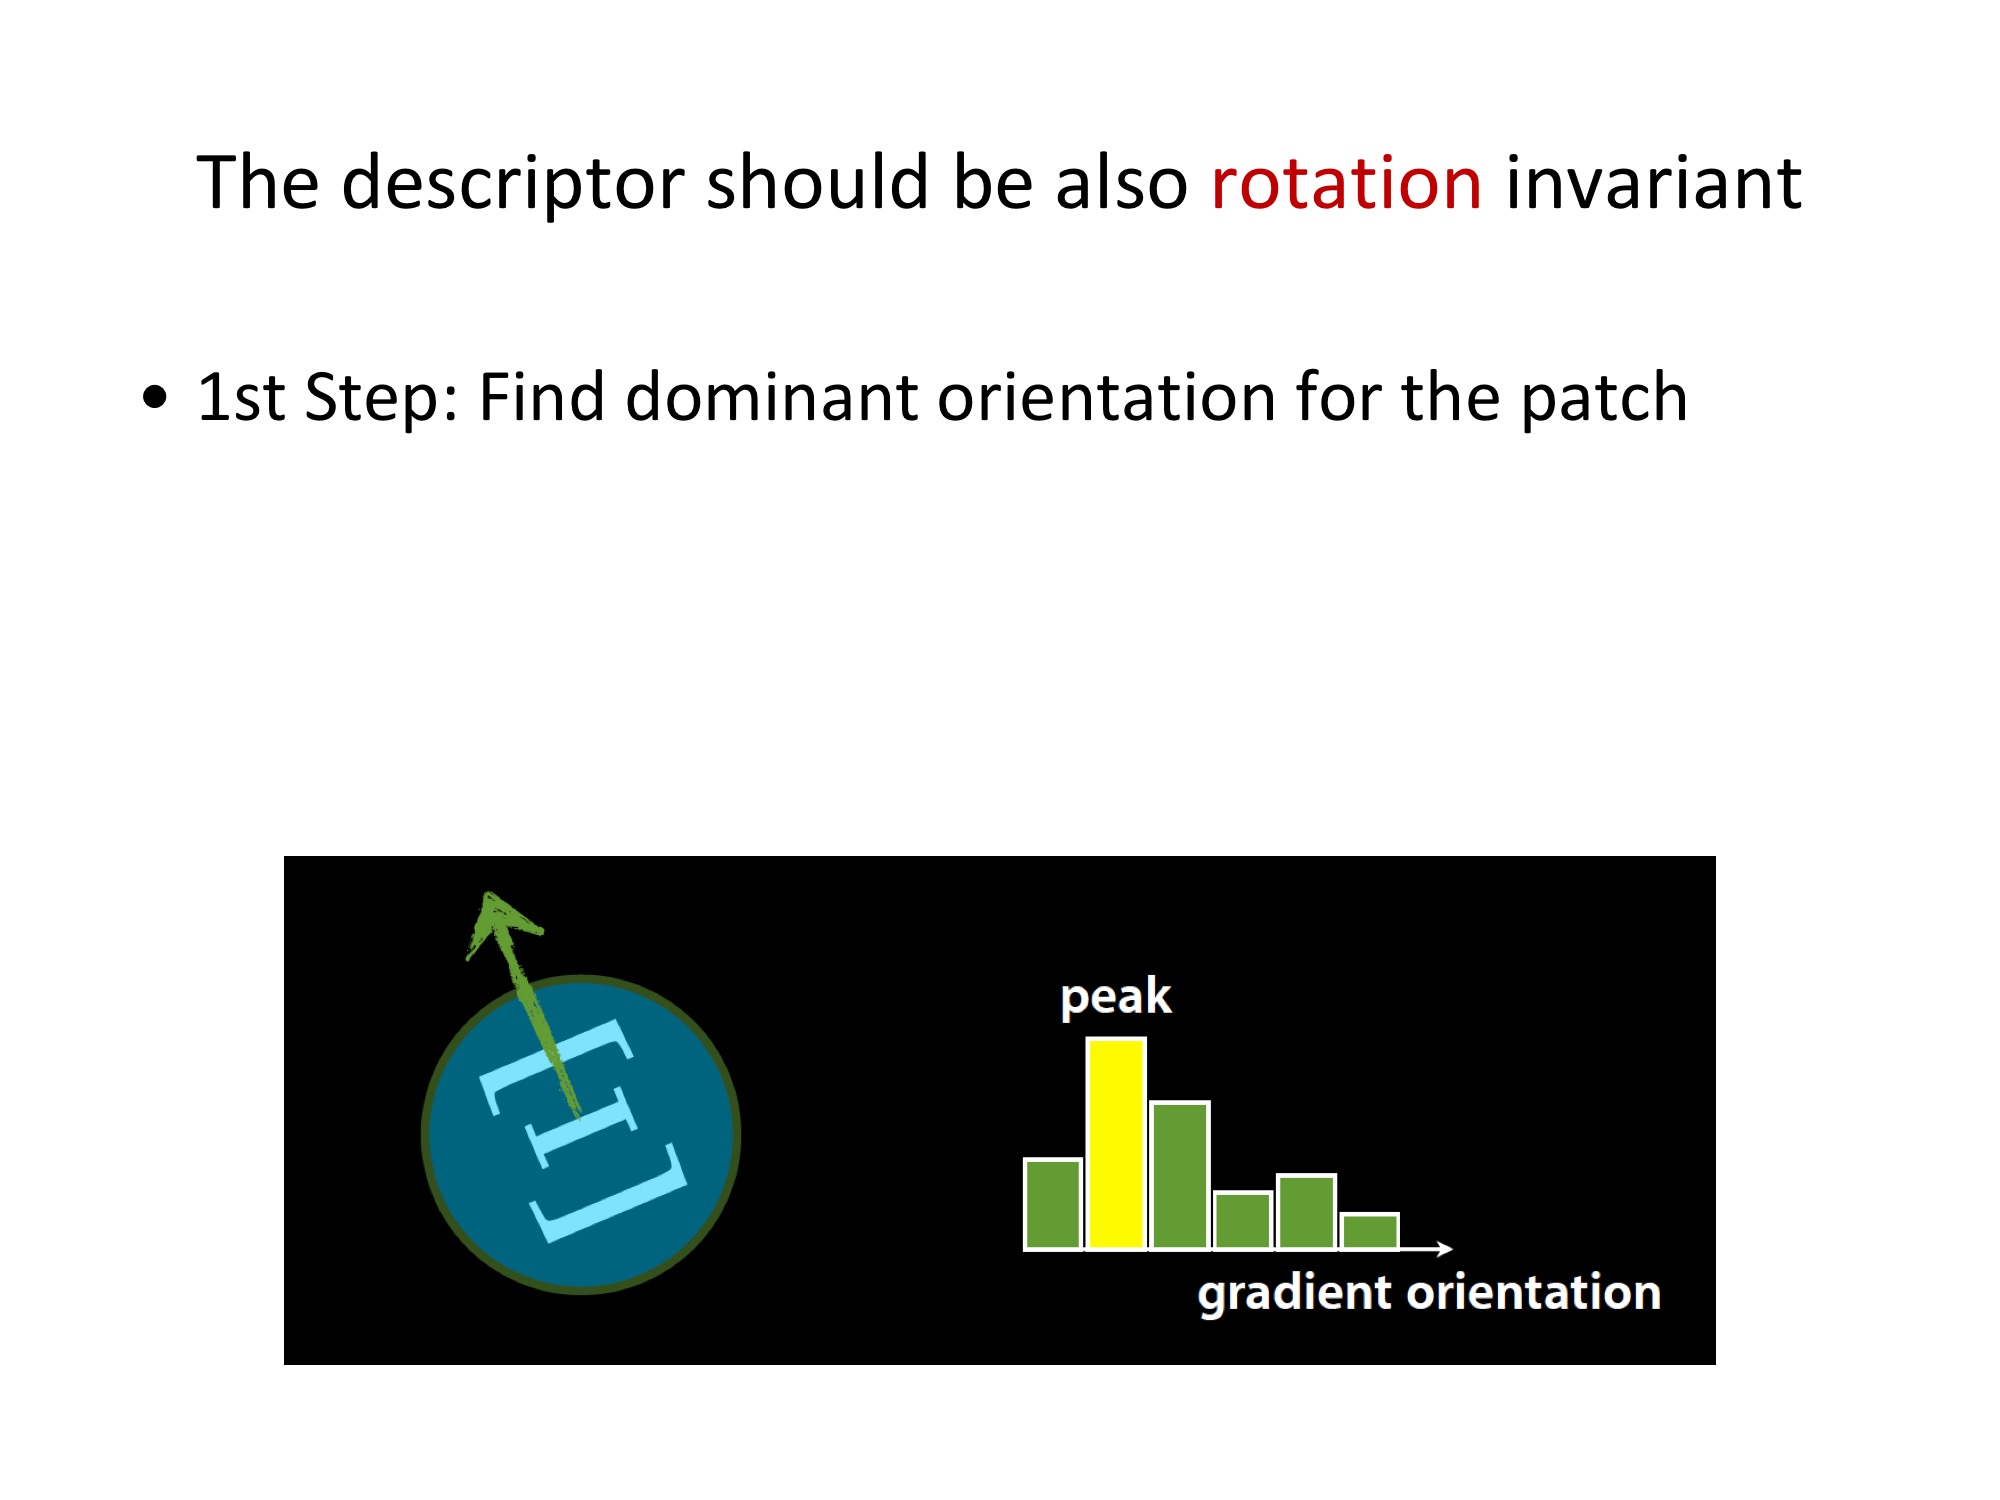 The descriptor should be also rotation invariant
• 1st Step: Find dominant orientation for the patch
peak
gradient orientation